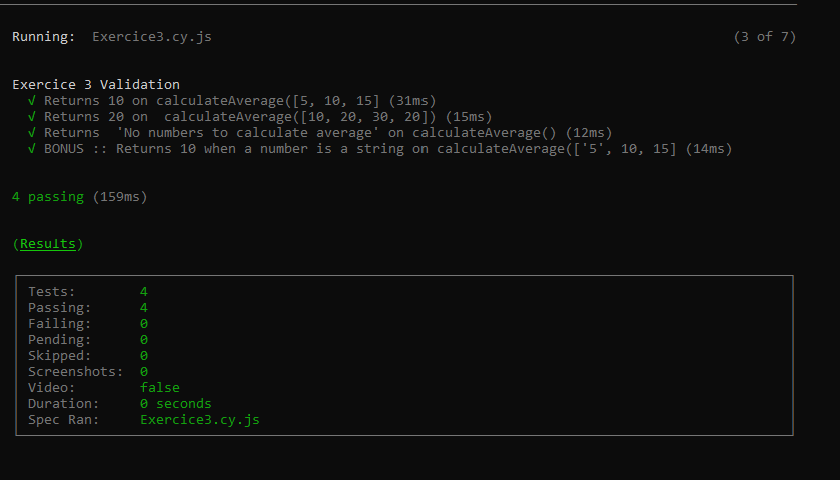 Running:  Exercice3.cy.js (3 of 7)
Exercice 3 Validation
√ Returns 10 on calculateAverage([5, 10, 15] (31ms)
√ Returns 20 on  calculateAverage([10, 20, 30, 20]) (15ms)
√ Returns  'No numbers to calculate average' on calculateAverage() (12ms)
√ BONUS :: Returns 10 when a number is a string on calculateAverage(['5', 10, 15] (14ms)
4 passing (159ms)
(Results)
Tests: 4
Passing: 4
Failing: 0
Pending: 0
Skipped: 0
Screenshots: 0
Video: false
Duration: 0 seconds
Spec Ran: Exercice3.cy.js